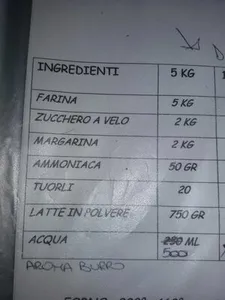 INGREDIENTI 5 KG
FARINA 5 KG
ZUCCHERO A VELO 2 KG
MARGARINA 2 KG
AMMONIACA 50 GR
TUORLI 20
LATTE IN POLVERE 750 GR
ACQUA 250 ML
500
AROMA BURRO